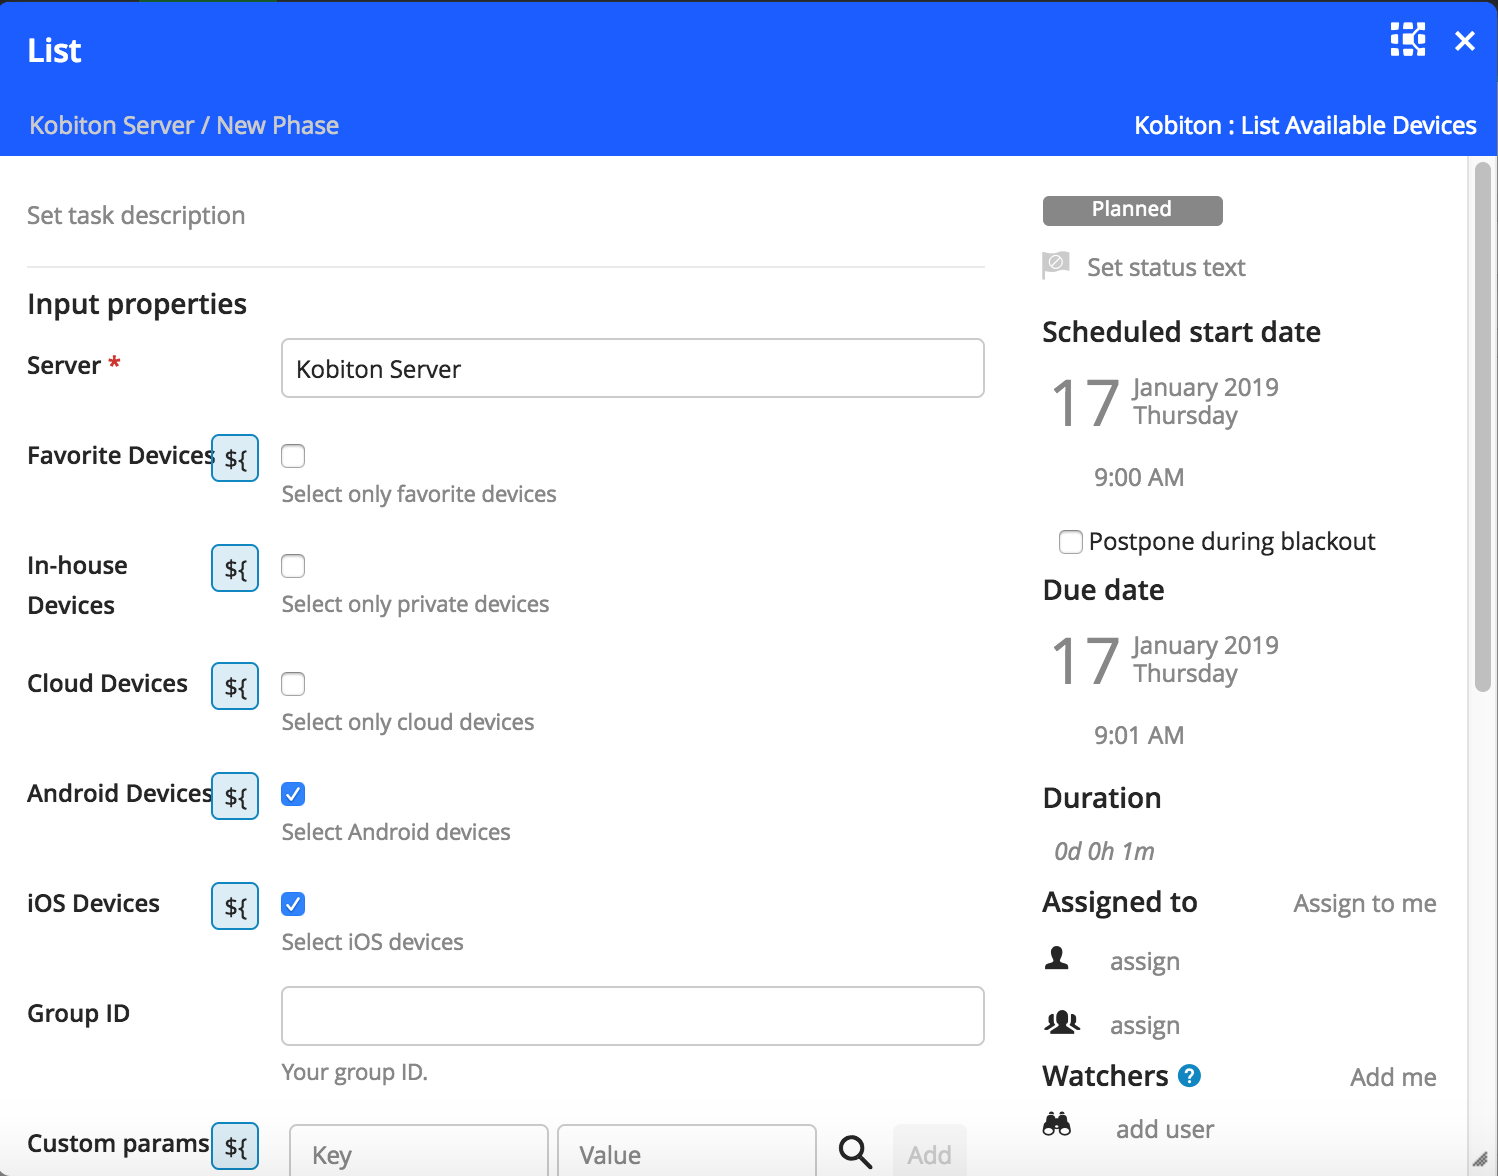 List
Kobiton Server / New Phase
Kobiton : List Available Devices
Set task description
Input properties
Server *
Kobiton Server
Favorite Devices
${
Select only favorite devices
In-house
Devices
${
Select only private devices
Cloud Devices
${
Select only cloud devices
Android Devices
${
Select Android devices
iOS Devices
${
Select iOS devices
Group ID
Your group ID.
Custom params
${
Key
Value
Add
Planned
Set status text
Scheduled start date
17
January 2019
Thursday
9:00 AM
Postpone during blackout
Due date
17
January 2019
Thursday
9:01 AM
Duration
0d 0h 1m
Assigned to
Assign to me
assign
assign
Watchers ?
Add me
add user